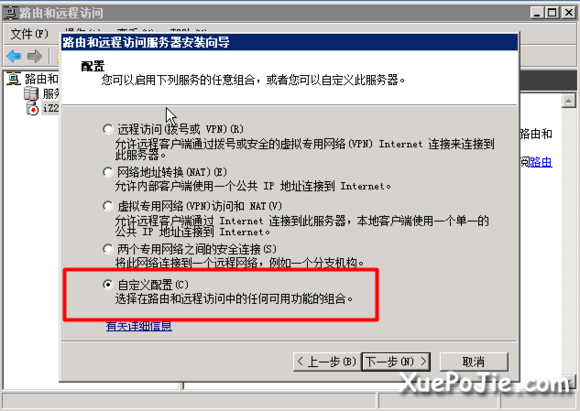 路由和远程访问
文件(F)
路由和远程访问服务器安装向导
配置
您可以启用下列服务的任意组合，或者您可以自定义此服务器。
路由和
服务
iZ2
远程访问(拨号或 VPN)(R)
允许远程客户端通过拨号或安全的虚拟专用网络(VPN) Internet 连接来连接到
此服务器。
网络地址转换(NAT)(E)
允许内部客户端使用一个公共 IP 地址连接到 Internet。
虚拟专用网络(VPN)访问和 NAT(V)
允许远程客户端通过 Internet 连接到此服务器，本地客户端使用一个单一的
公共 IP 地址连接到 Internet。
两个专用网络之间的安全连接(S)
将此网络连接到一个远程网络，例如一个分支机构。
自定义配置(C)
选择在路由和远程访问中的任何可用功能的组合。
有关详细信息
路由和
阅路由
<上一步(B) 下一步(N)> 取消
XuePoJie.com